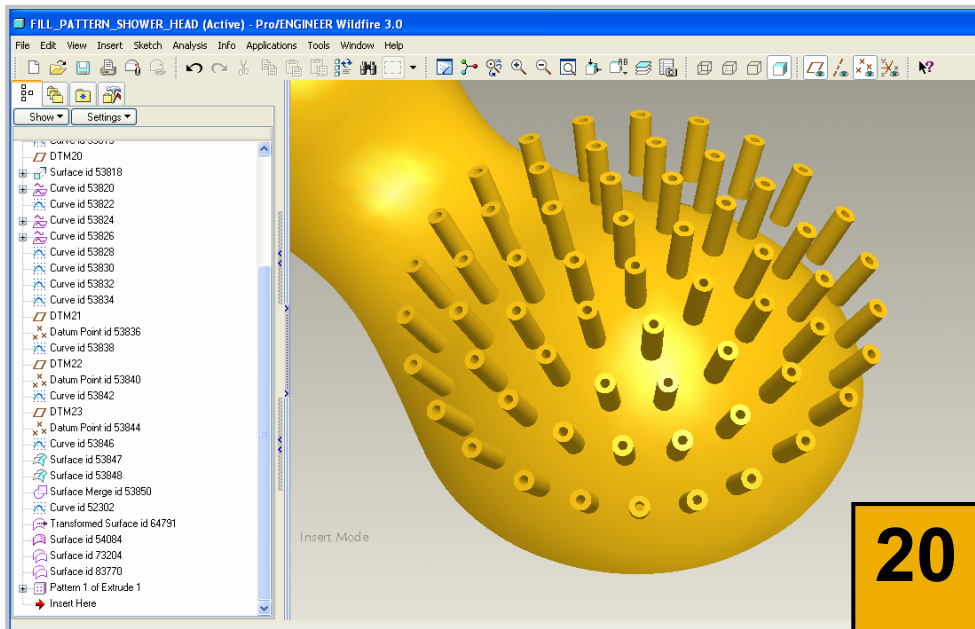 FILL_PATTERN_SHOWER_HEAD (Active) - Pro/ENGINEER Wildfire 3.0
File Edit View Insert Sketch Analysis Info Applications Tools Window Help
Show Settings
DTM20
Surface id 53818
Curve id 53820
Curve id 53822
Curve id 53824
Curve id 53826
Curve id 53828
Curve id 53830
Curve id 53832
Curve id 53834
DTM21
Datum Point id 53836
Curve id 53838
DTM22
Datum Point id 53840
Curve id 53842
DTM23
Datum Point id 53844
Curve id 53846
Surface id 53847
Surface id 53848
Surface Merge id 53850
Curve id 52302
Transformed Surface id 64791
Surface id 54084
Surface id 73204
Surface id 83770
Pattern 1 of Extrude 1
Insert Here
Insert Mode
20